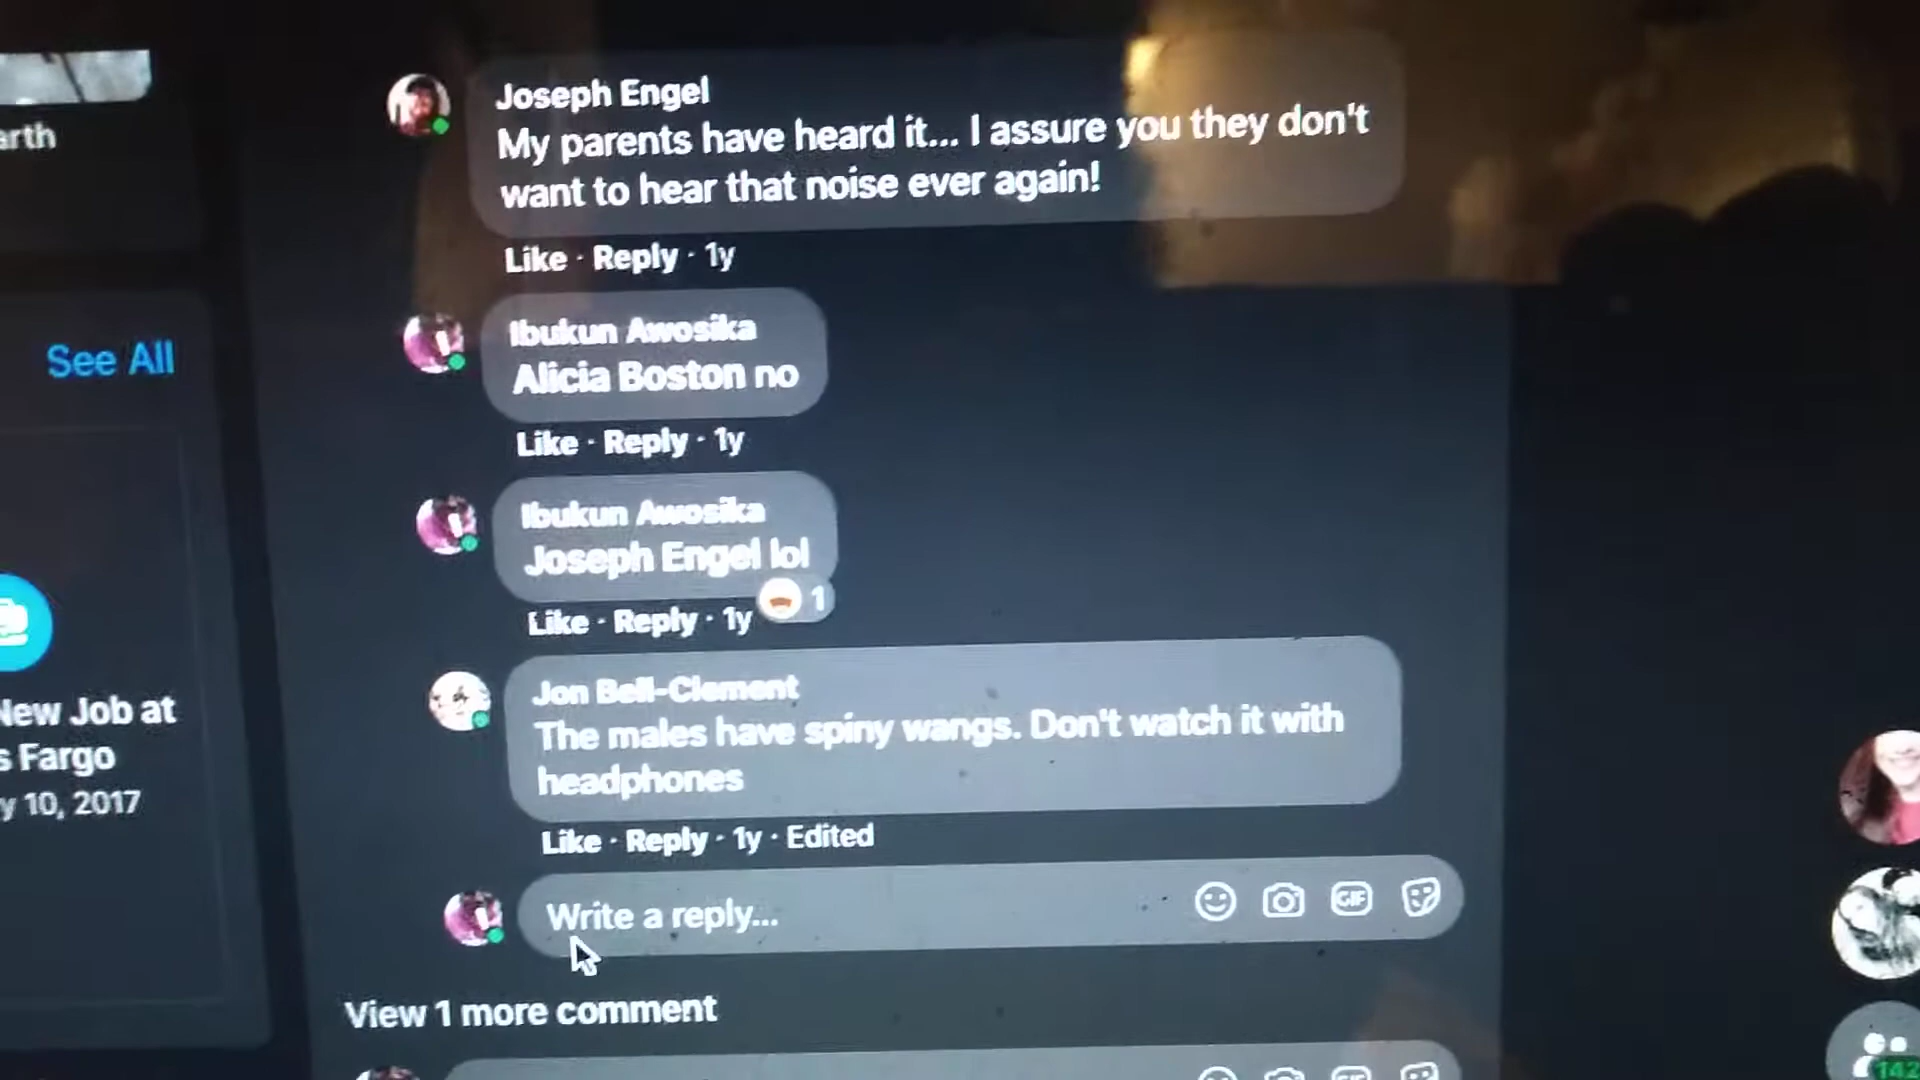 arth
See All
New Job at
s Fargo
y 10, 2017
Joseph Engel
My parents have heard it... I assure you they don't
want to hear that noise ever again!
Like · Reply · 1y
Ibukun Awosika
Alicia Boston no
Like · Reply · 1y
Ibukun Awosika
Joseph Engel lol
1
Like · Reply · 1y
Jon Bell-Clement
The males have spiny wangs. Don't watch it with
headphones
Like · Reply · 1y · Edited
Write a reply...
GIF
View 1 more comment
GIF
142